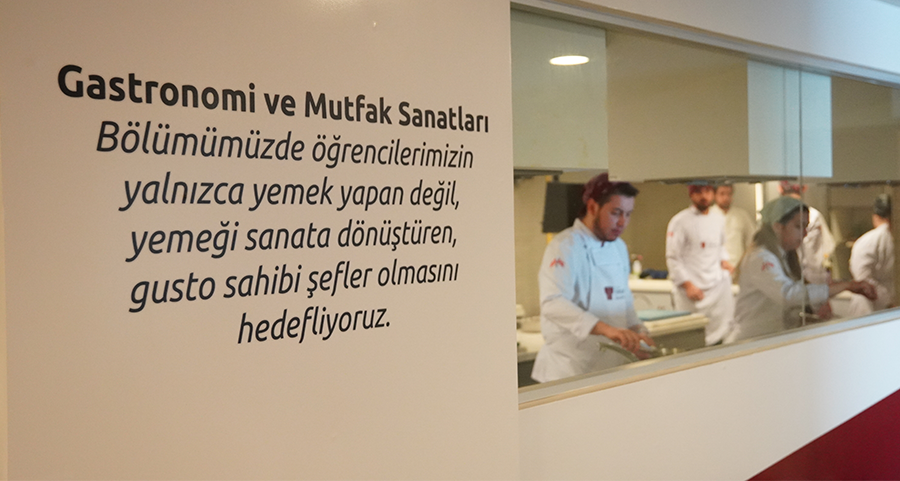 Gastronomi ve Mutfak Sanatları
Bölümümüzde öğrencilerimizin
yalnızca yemek yapan değil,
yemeği sanata dönüştüren,
gusto sahibi şefler olmasını
hedefliyoruz.